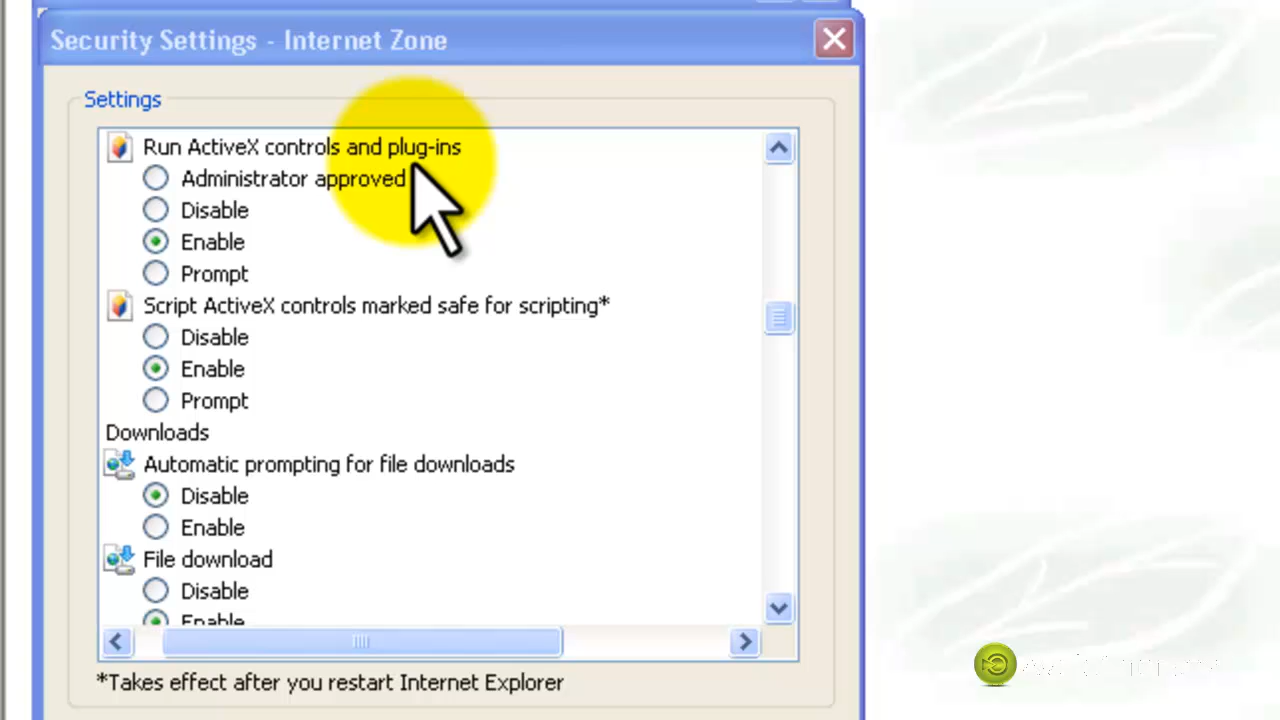 Security Settings - Internet Zone
Settings
Run ActiveX controls and plug-ins
Administrator approved
Disable
Enable
Prompt
Script ActiveX controls marked safe for scripting*
Disable
Enable
Prompt
Downloads
Automatic prompting for file downloads
Disable
Enable
File download
Disable
Enable
*Takes effect after you restart Internet Explorer